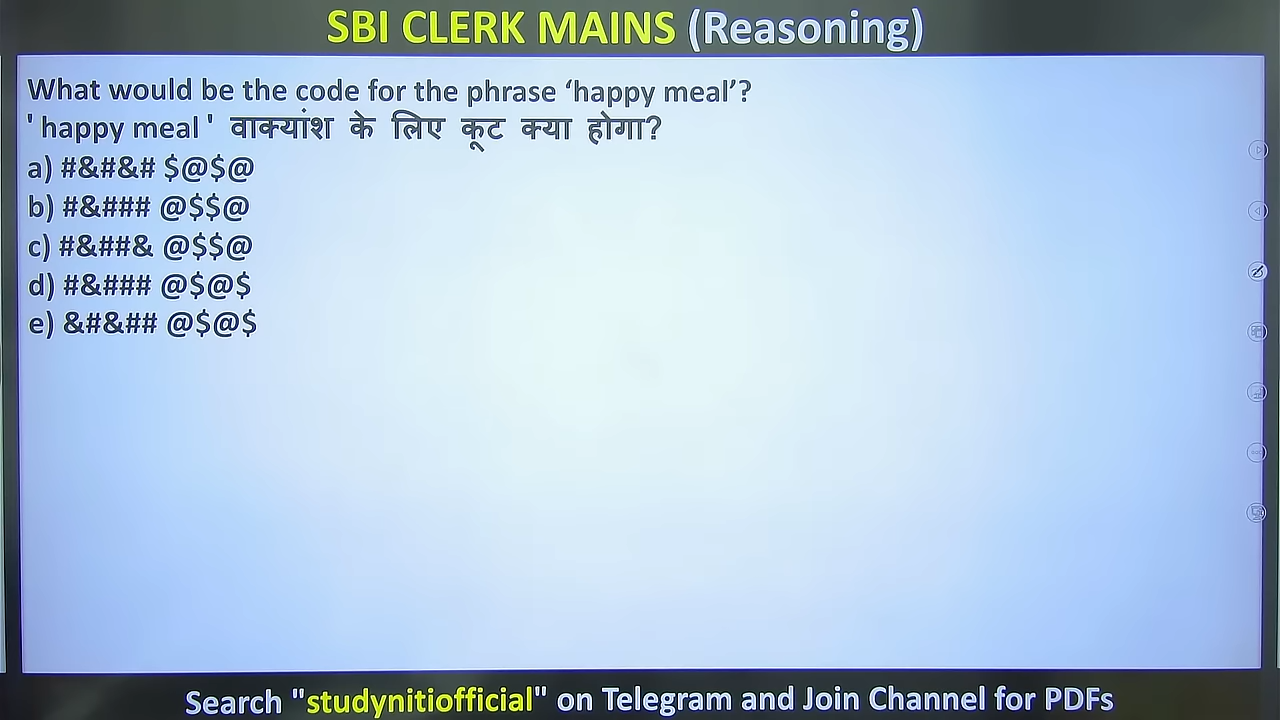 SBI CLERK MAINS (Reasoning)
What would be the code for the phrase ‘happy meal’?
' happy meal ' वाक्यांश के लिए कूट क्या होगा?
a) #&#&# $@$@
b) #&### @$$@
c) #&##& @$$@
d) #&### @$@$
e) &#&## @$@$
Search "studynitiofficial" on Telegram and Join Channel for PDFs